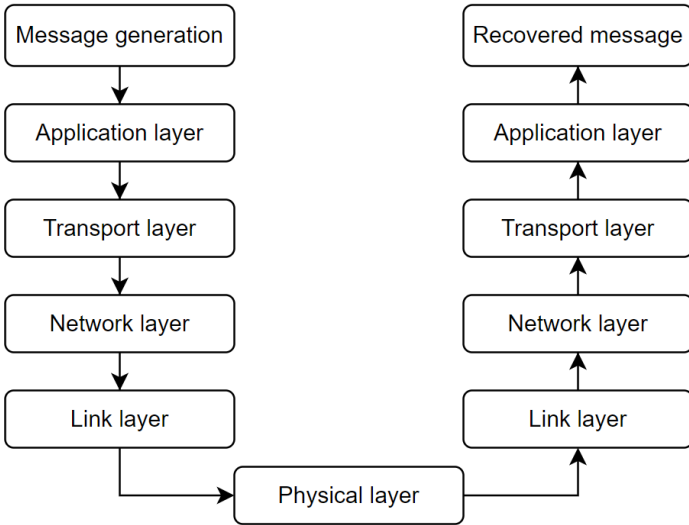 Message generation
Application layer
Transport layer
Network layer
Link layer
Physical layer
Link layer
Network layer
Transport layer
Application layer
Recovered message